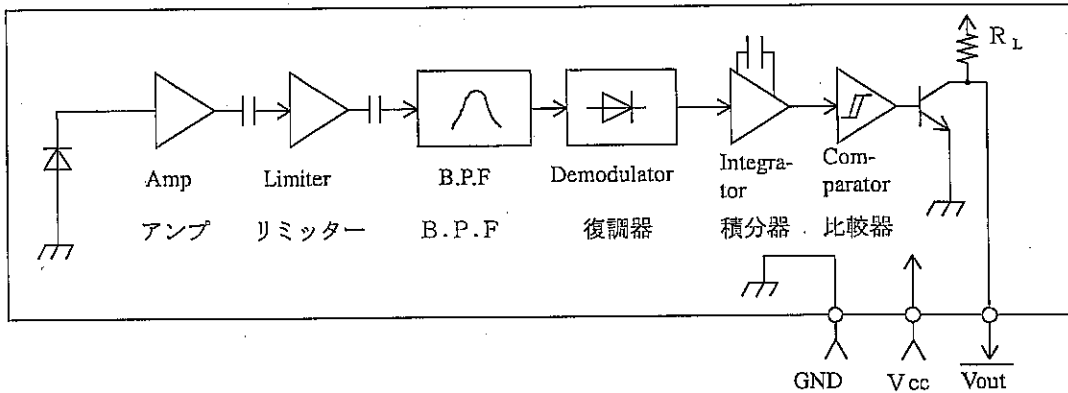 R L
Amp
アンプ
Limiter
リミッター
B.P.F
B.P.F
Demodulator
復調器
Integra-
tor
積分器
Com-
parator
比較器
GND
Vcc
Vout